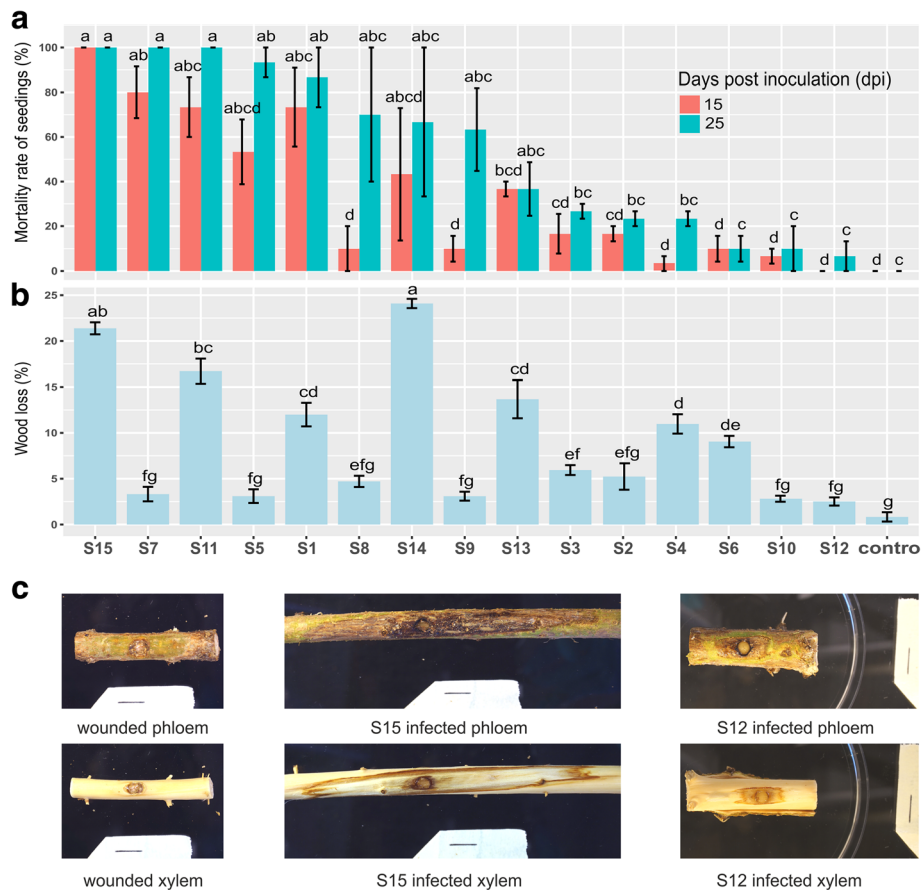 a
Mortality rate of seedings (%)
100
80
60
40
20
0
a a ab a abc a abcd ab abc ab d abc abcd abc d abc bcd abc cd bc cd bc d bc d c d c d c d c
Days post inoculation (dpi)
15
25
b
Wood loss (%)
25
20
15
10
5
0
ab fg bc fg cd efg a fg cd ef efg d de fg fg g
S15 S7 S11 S5 S1 S8 S14 S9 S13 S3 S2 S4 S6 S10 S12 contro
c
wounded phloem S15 infected phloem S12 infected phloem
wounded xylem S15 infected xylem S12 infected xylem